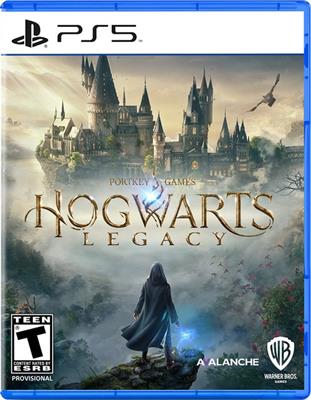 PS5
PORTKEY GAMES
HOGWARTS
LEGACY
TEEN
T
CONTENT RATED BY
ESRB
PROVISIONAL
A ALANCHE
WB
WARNER BROS.
GAMES